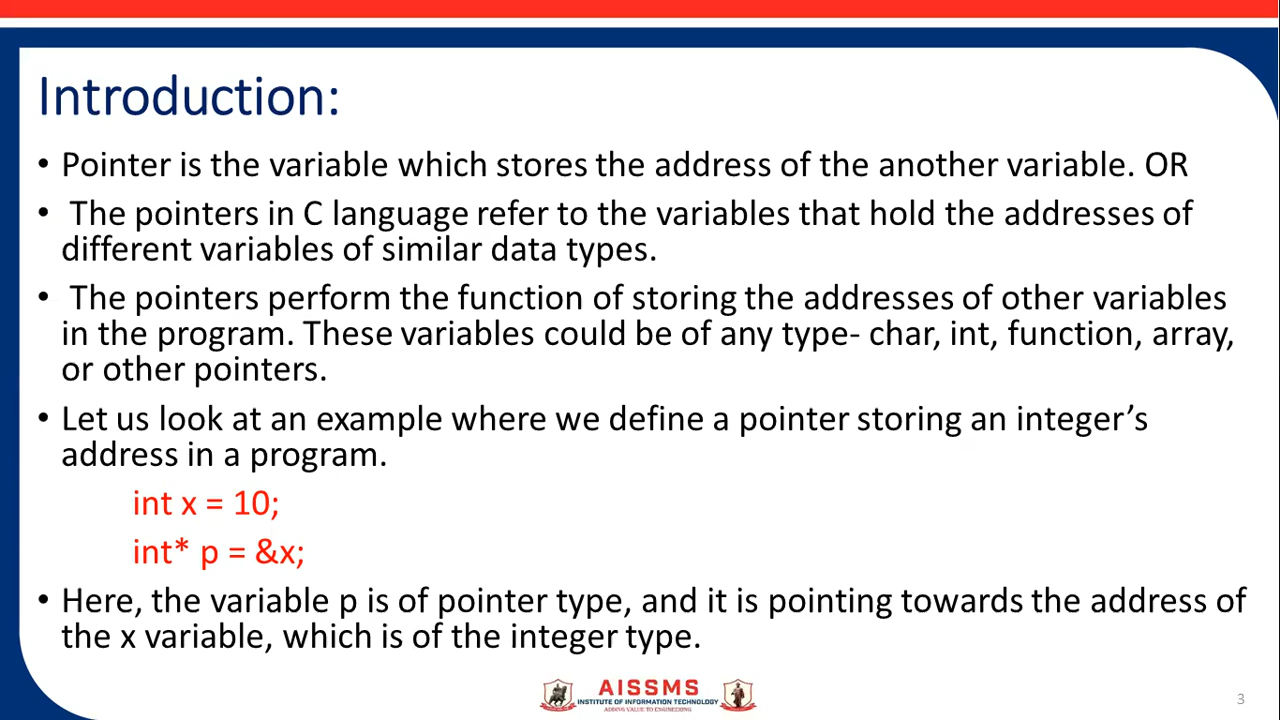 Introduction:
• Pointer is the variable which stores the address of the another variable. OR
• The pointers in C language refer to the variables that hold the addresses of
different variables of similar data types.
• The pointers perform the function of storing the addresses of other variables
in the program. These variables could be of any type- char, int, function, array,
or other pointers.
• Let us look at an example where we define a pointer storing an integer’s
address in a program.
int x = 10;
int* p = &x;
• Here, the variable p is of pointer type, and it is pointing towards the address of
the x variable, which is of the integer type.
AISSMS
INSTITUTE OF INFORMATION TECHNOLOGY
ADDING VALUE TO ENGINEERING
3